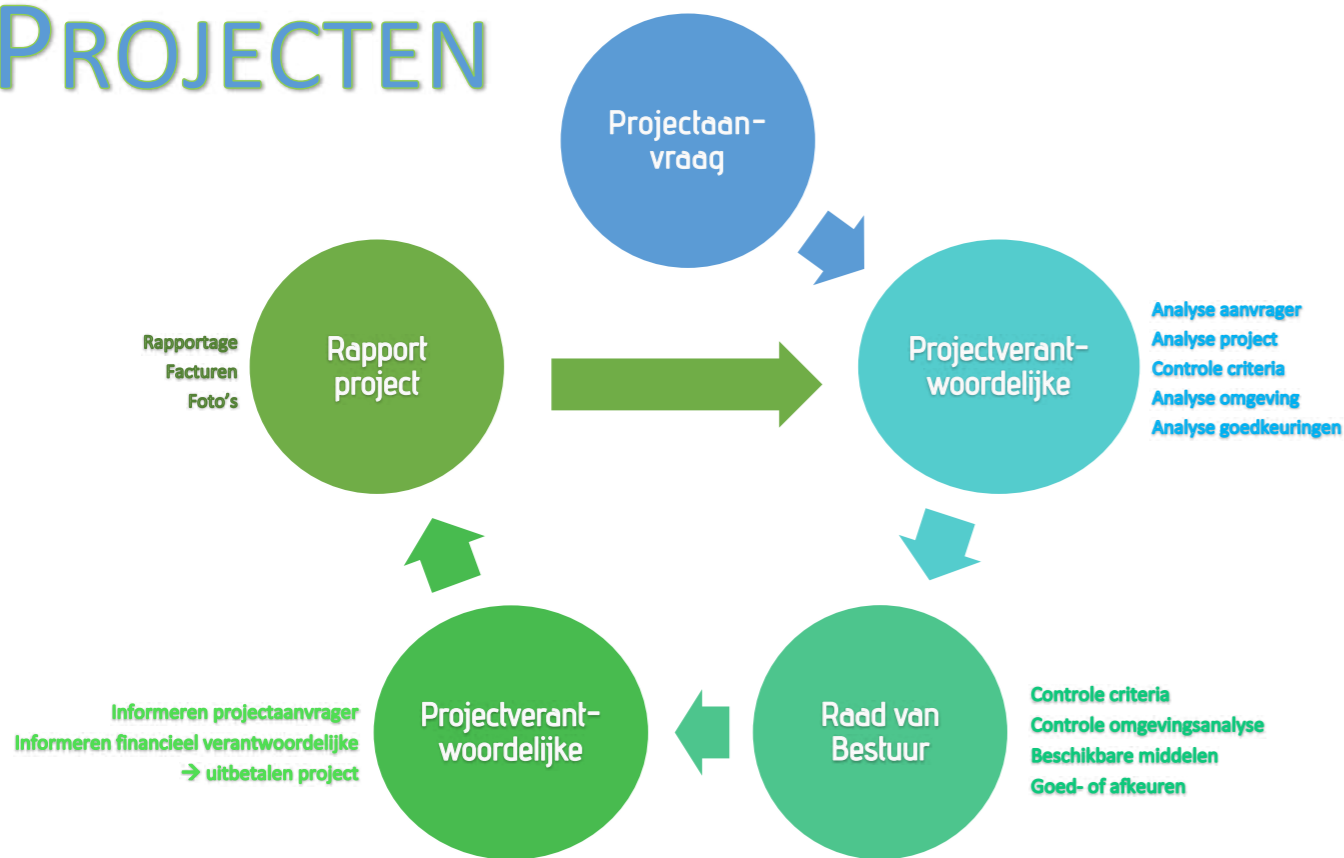 PROJECTEN
Projectaan-
vraag
Projectverant-
woordelijke
Analyse aanvrager
Analyse project
Controle criteria
Analyse omgeving
Analyse goedkeuringen
Raad van
Bestuur
Controle criteria
Controle omgevingsanalyse
Beschikbare middelen
Goed- of afkeuren
Projectverant-
woordelijke
Informeren projectaanvrager
Informeren financieel verantwoordelijke
→ uitbetalen project
Rapport
project
Rapportage
Facturen
Foto's